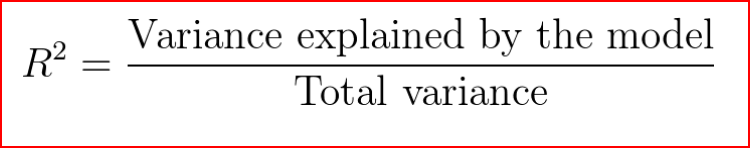 R² = Variance explained by the model / Total variance